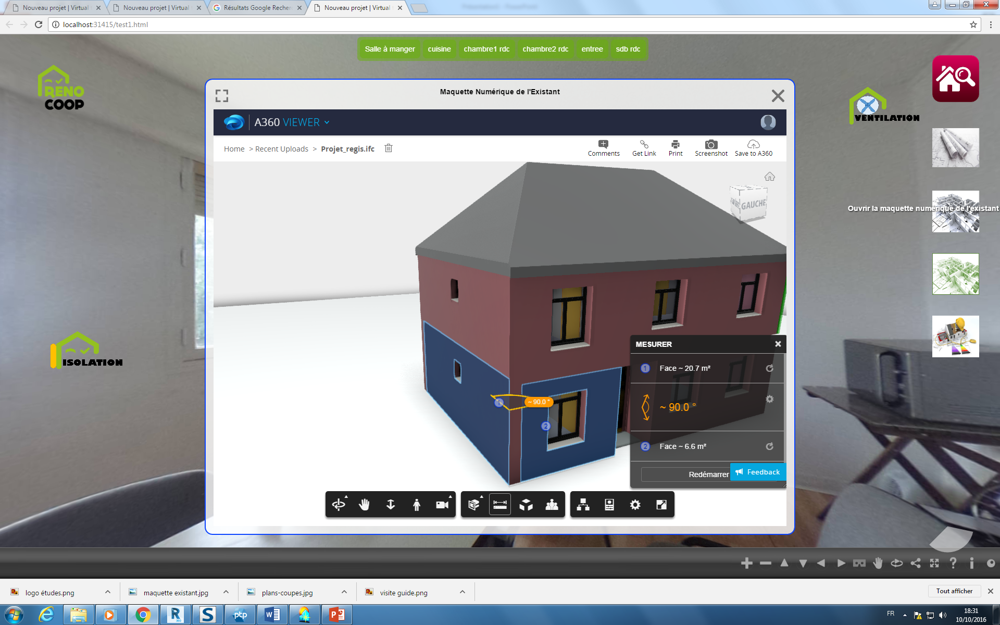 Nouveau projet | Virtual
Nouveau projet | Virtual
Résultats Google Recher
Nouveau projet | Virtual
localhost:31415/test1.html
Salle à manger cuisine chambre1 rdc chambre2 rdc entree sdb rdc
RENO
COOP
VENTILATION
ISOLATION
Ouvrir la maquette numérique de l'existant
Maquette Numérique de l'Existant
A360 VIEWER
Home > Recent Uploads > Projet_regis.ifc
Comments
Get Link
Print
Screenshot
Save to A360
GAUCHE
MESURER
1 Face ~ 20.7 m²
~ 90.0 °
2 Face ~ 6.6 m²
Redémarrer
Feedback
1
~ 90.0 °
2
logo études.png
maquette existant.jpg
plans-coupes.jpg
visite guide.png
Tout afficher
R
360
S
ptp
W
P
FR
18:31
10/10/2016